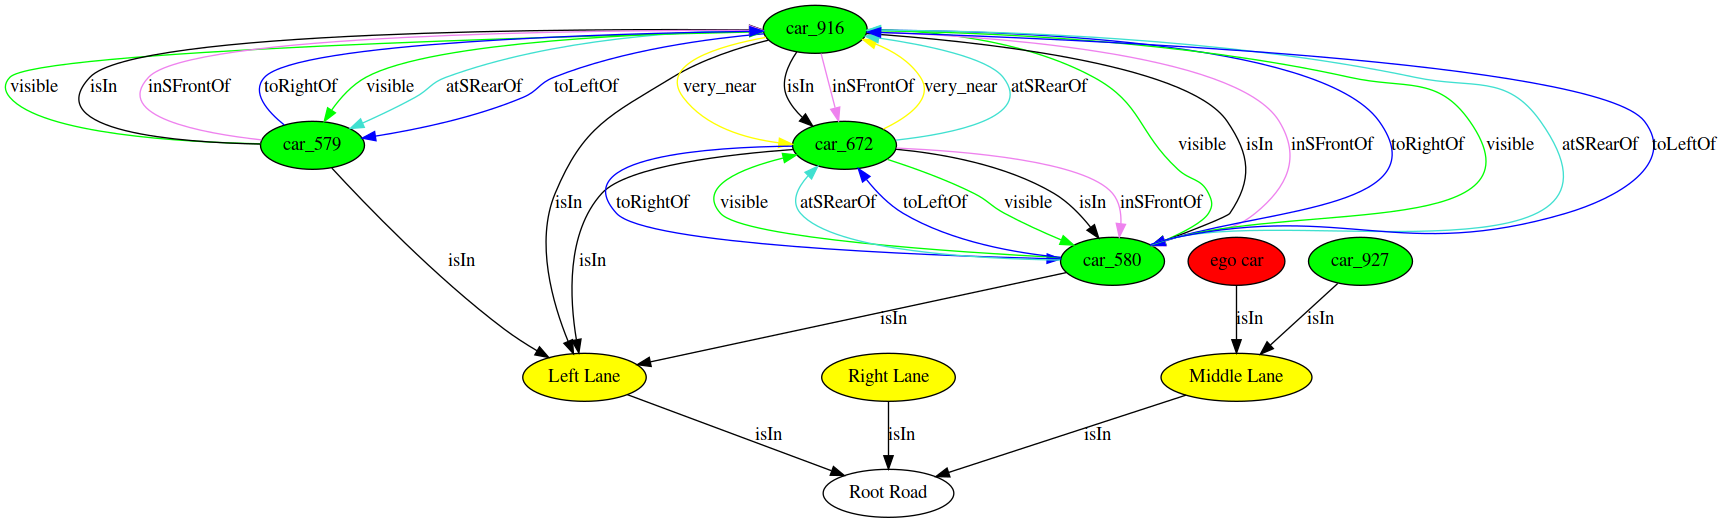 car_916
visible
isIn
inSFrontOf
toRightOf
visible
atSRearOf
toLeftOf
very_near
isIn
inSFrontOf
very_near
atSRearOf
car_579
car_672
visible
isIn
inSFrontOf
toRightOf
visible
atSRearOf
toLeftOf
isIn
toRightOf
visible
atSRearOf
toLeftOf
visible
isIn
inSFrontOf
isIn
isIn
car_580
ego car
car_927
isIn
isIn
isIn
Left Lane
Right Lane
Middle Lane
isIn
isIn
isIn
Root Road